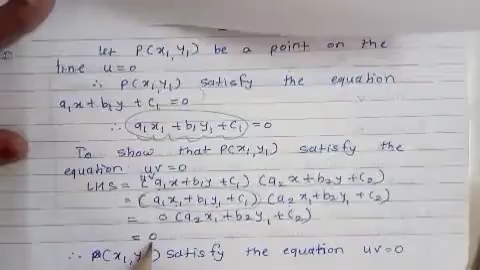 let P(x₁,y₁) be a point on the
line u=0
∴ P(x₁,y₁) satisfy the equation
a₁x+b₁y+c₁=0
∴ a₁x₁+b₁y₁+c₁=0
To show that P(x₁,y₁) satisfy the
equation uv=0
LHS = (a₁x+b₁y+c₁) (a₂x+b₂y+c₂)
= (a₁x₁+b₁y₁+c₁) (a₂x₁+b₂y₁+c₂)
= 0(a₂x₁+b₂y₁+c₂)
= 0
∴ P(x₁,y₁) satisfy the equation uv=0